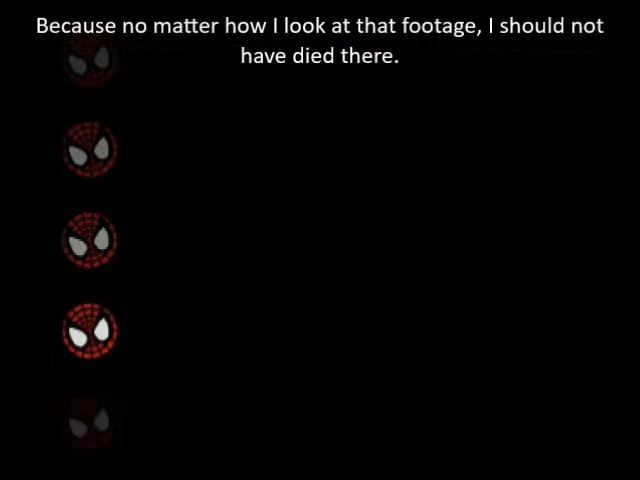 Because no matter how I look at that footage, I should not
have died there.